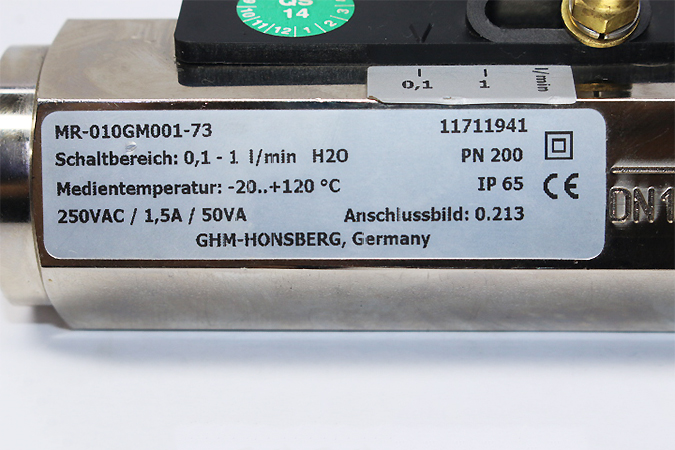 QS
14
10 11 12 1 2 3
0,1 1 l/min
MR-010GM001-73 11711941
Schaltbereich: 0,1 - 1 l/min H2O PN 200
Medientemperatur: -20..+120 °C IP 65 CE
250VAC / 1,5A / 50VA Anschlussbild: 0.213
GHM-HONSBERG, Germany
DN1